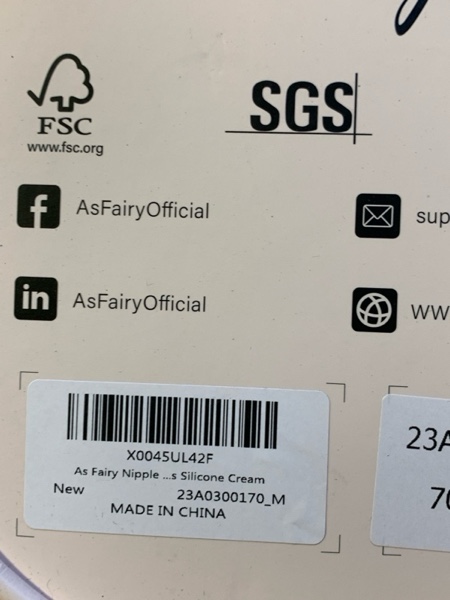 FSC
www.fsc.org
SGS
AsFairyOfficial
sup
in AsFairyOfficial
ww
X0045UL42F
As Fairy Nipple ...s Silicone Cream
New 23A0300170_M
MADE IN CHINA
23A
70